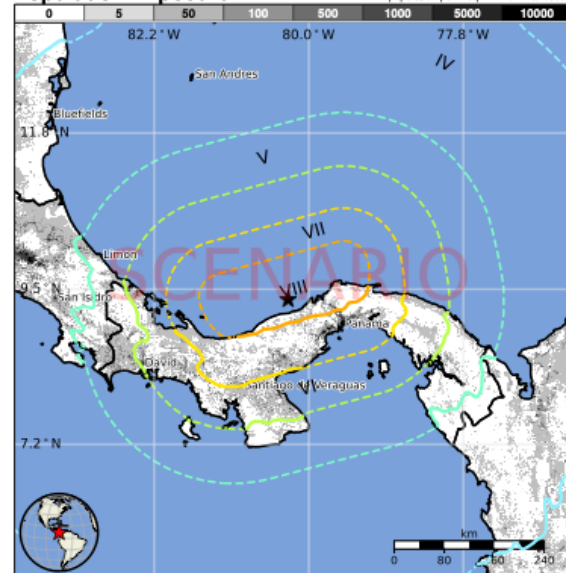 0 5 50 100 500 1000 5000 10000
82.2°W 80.0°W 77.8°W
IV
San Andres
Bluefields
11.8°N
V
VII
Limon
SCENARIO
VIII
9.5°N
San Isidro
Panama
David
Santiago de Veraguas
7.2°N
km
0 80 160 240